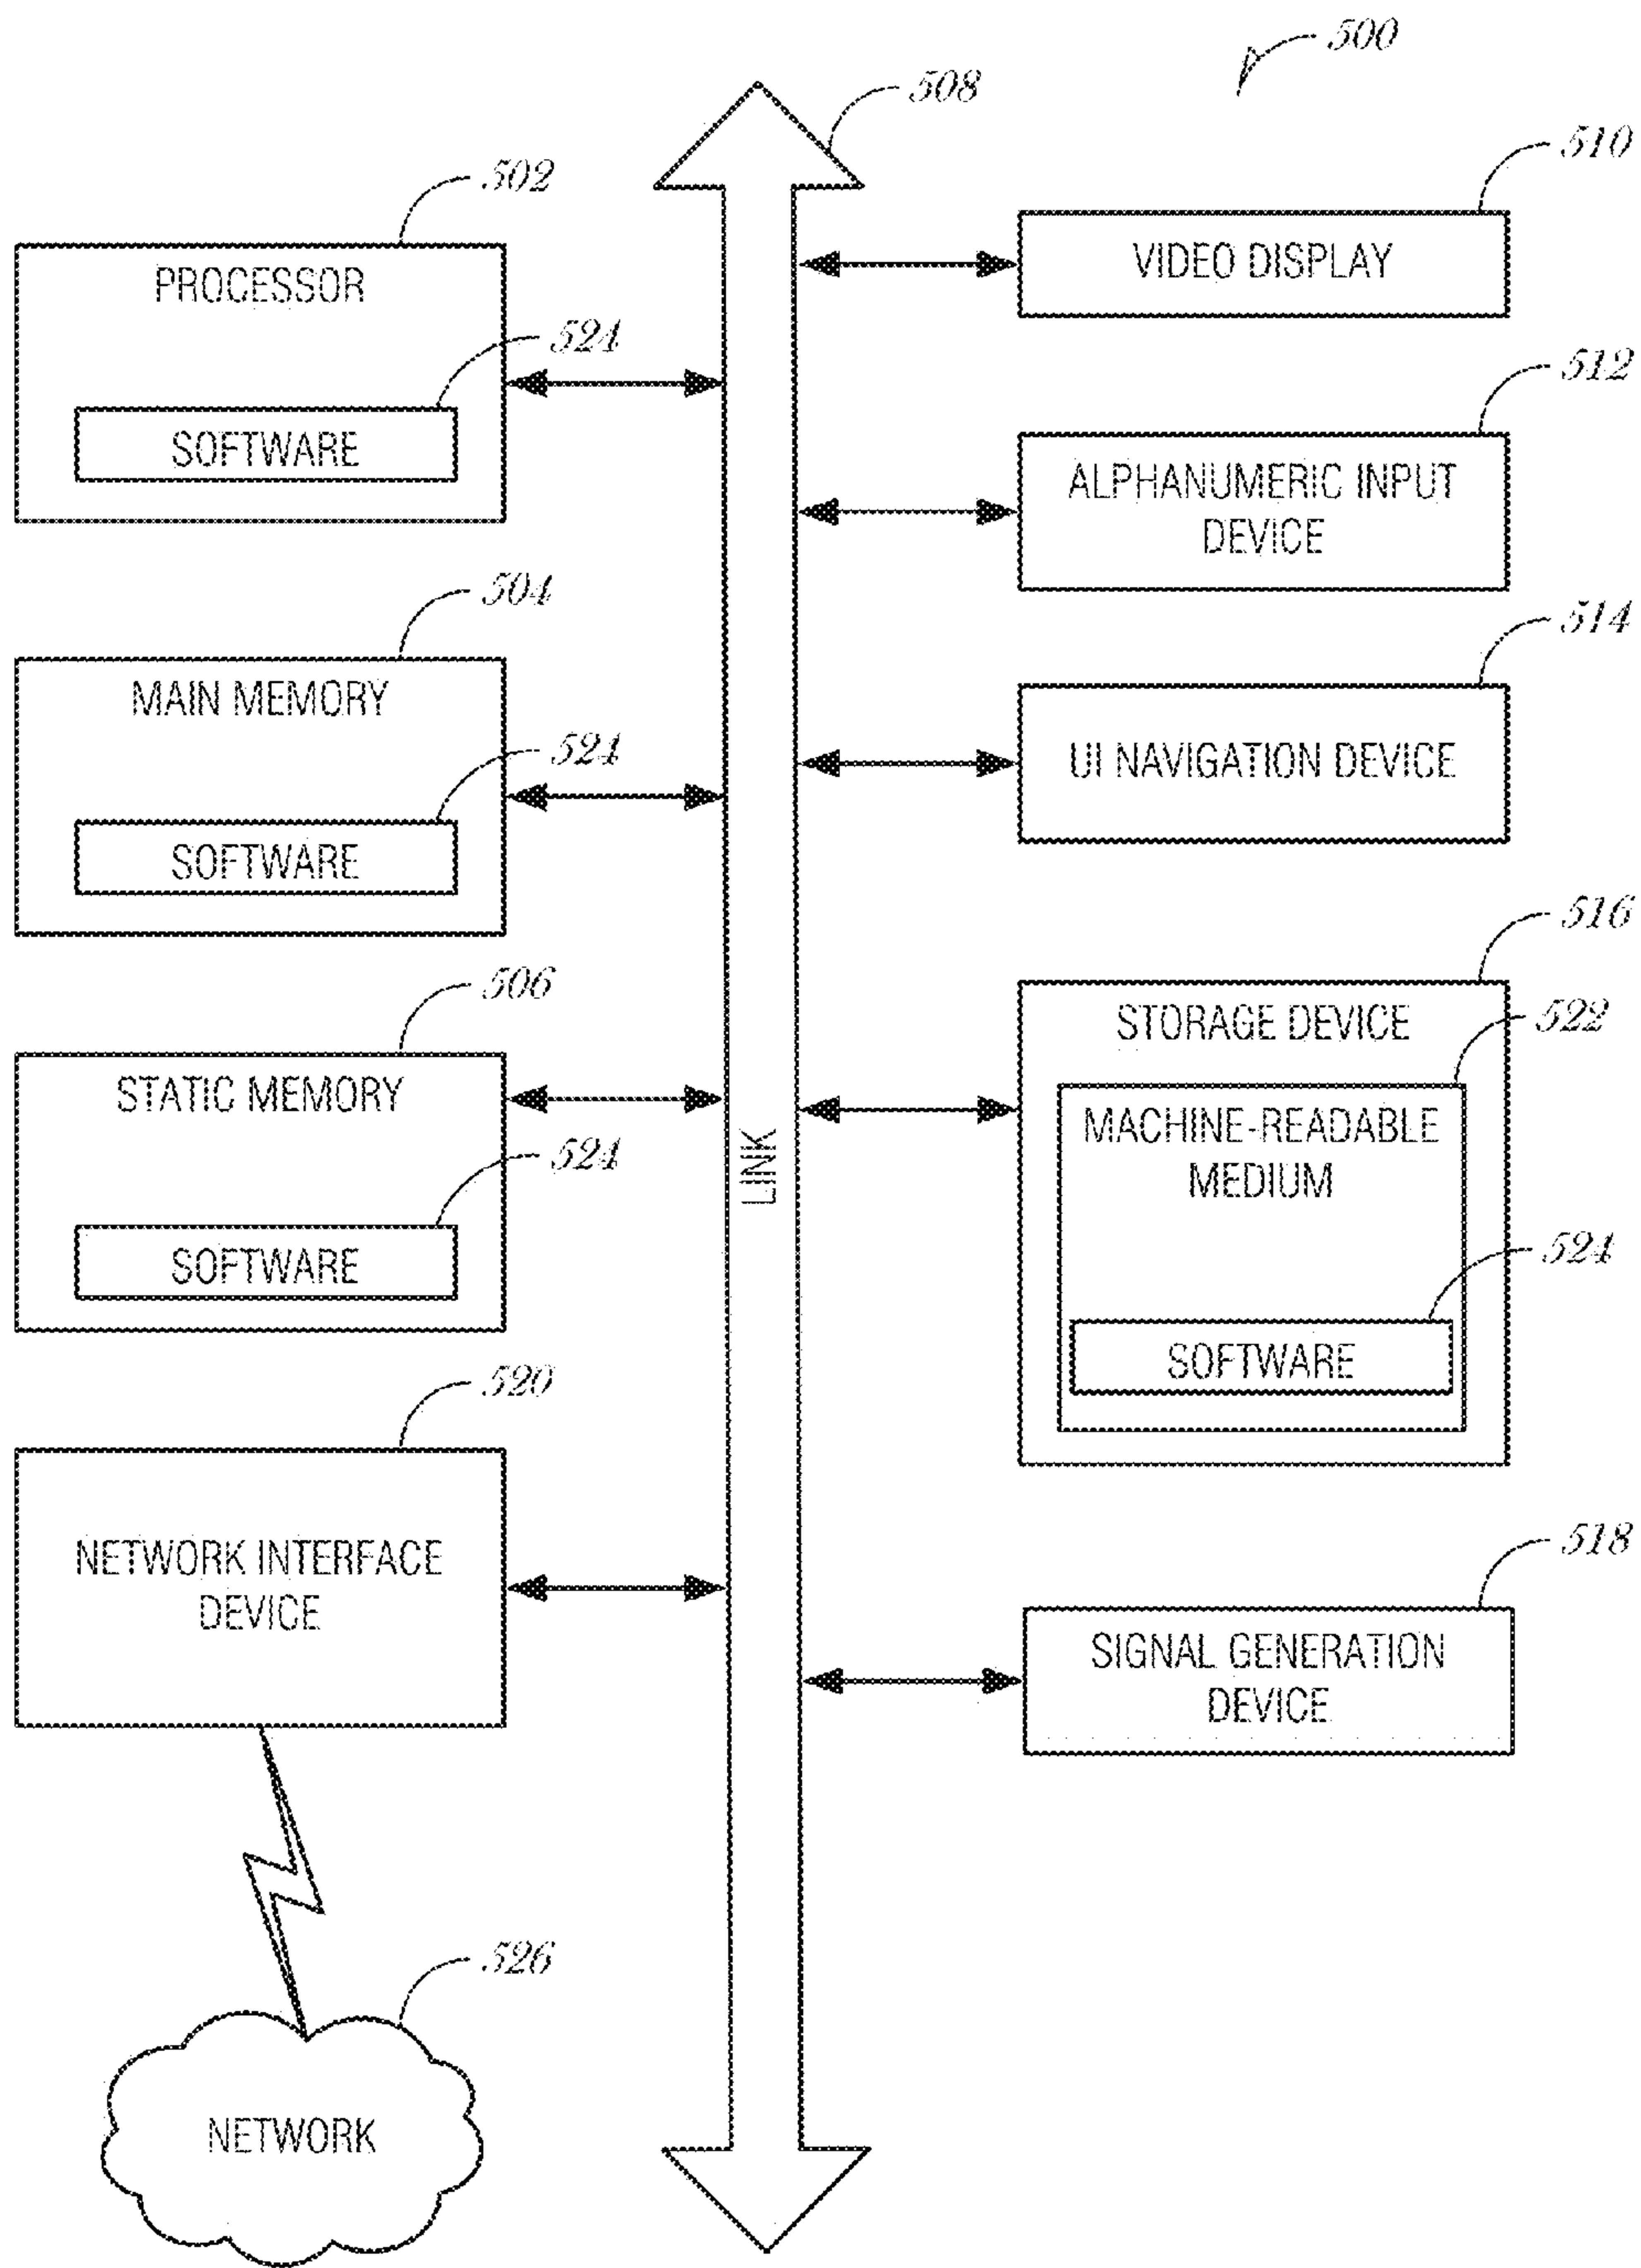 500
508
502
PROCESSOR
524
SOFTWARE
504
MAIN MEMORY
524
SOFTWARE
506
STATIC MEMORY
524
SOFTWARE
520
NETWORK INTERFACE
DEVICE
526
NETWORK
LINK
510
VIDEO DISPLAY
512
ALPHANUMERIC INPUT
DEVICE
514
UI NAVIGATION DEVICE
516
STORAGE DEVICE
522
MACHINE-READABLE
MEDIUM
524
SOFTWARE
518
SIGNAL GENERATION
DEVICE